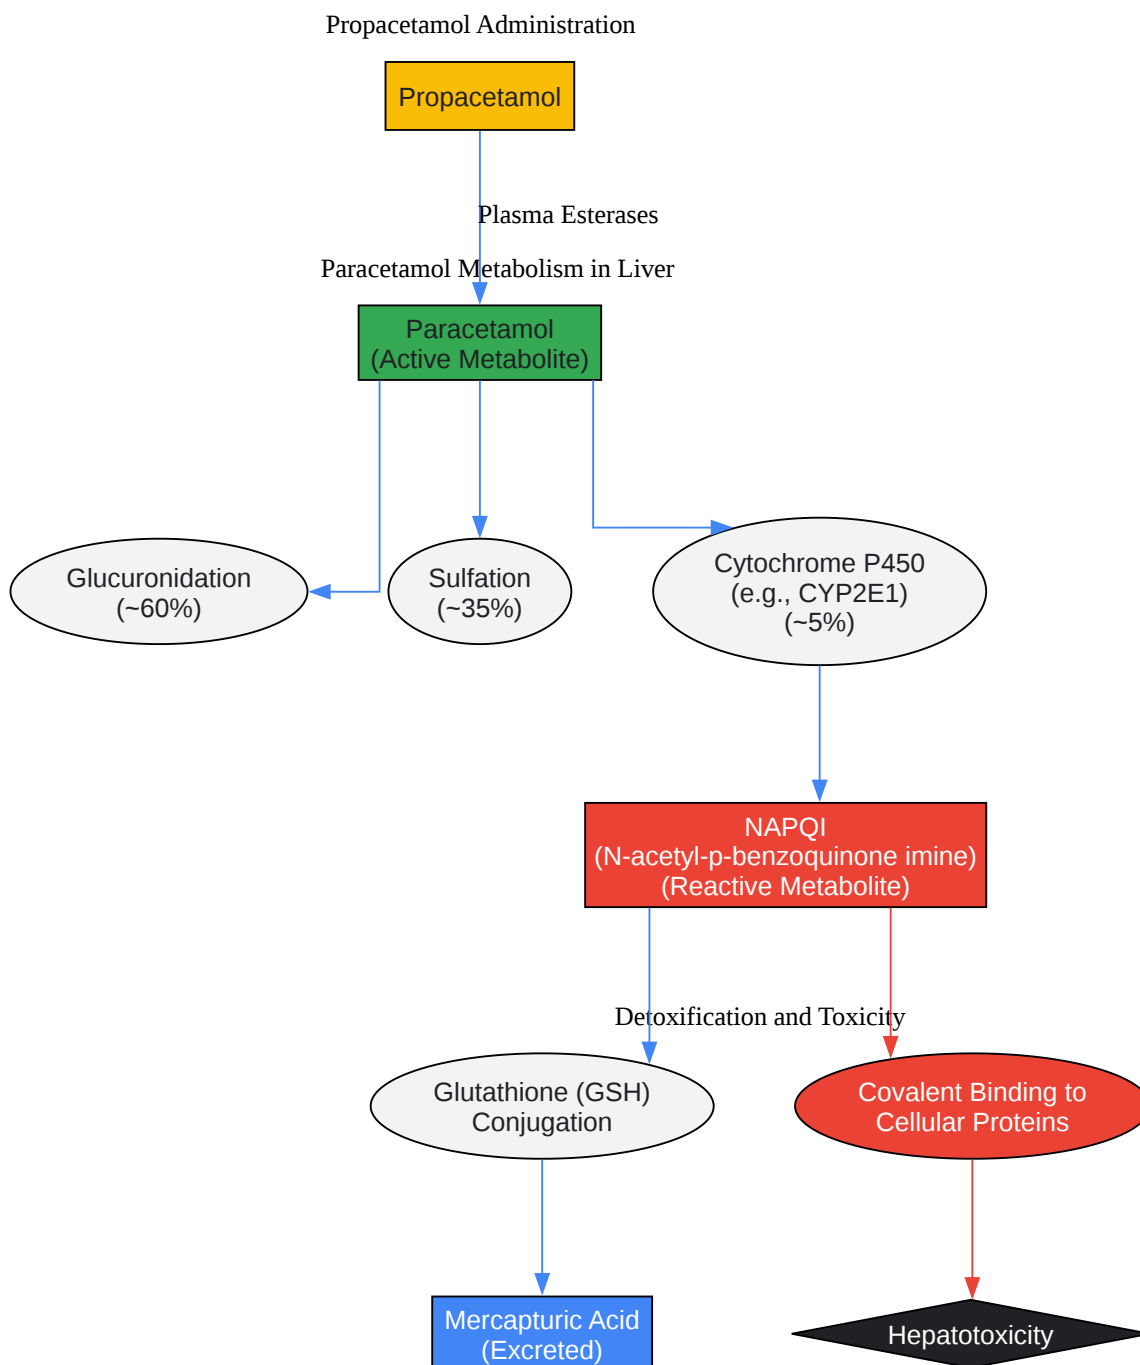 Propacetamol Administration
Propacetamol
Plasma Esterases
Paracetamol Metabolism in Liver
Paracetamol
(Active Metabolite)
Glucuronidation
(~60%)
Sulfation
(~35%)
Cytochrome P450
(e.g., CYP2E1)
(~5%)
NAPQI
(N-acetyl-p-benzoquinone imine)
(Reactive Metabolite)
Detoxification and Toxicity
Glutathione (GSH)
Conjugation
Covalent Binding to
Cellular Proteins
Mercapturic Acid
(Excreted)
Hepatotoxicity